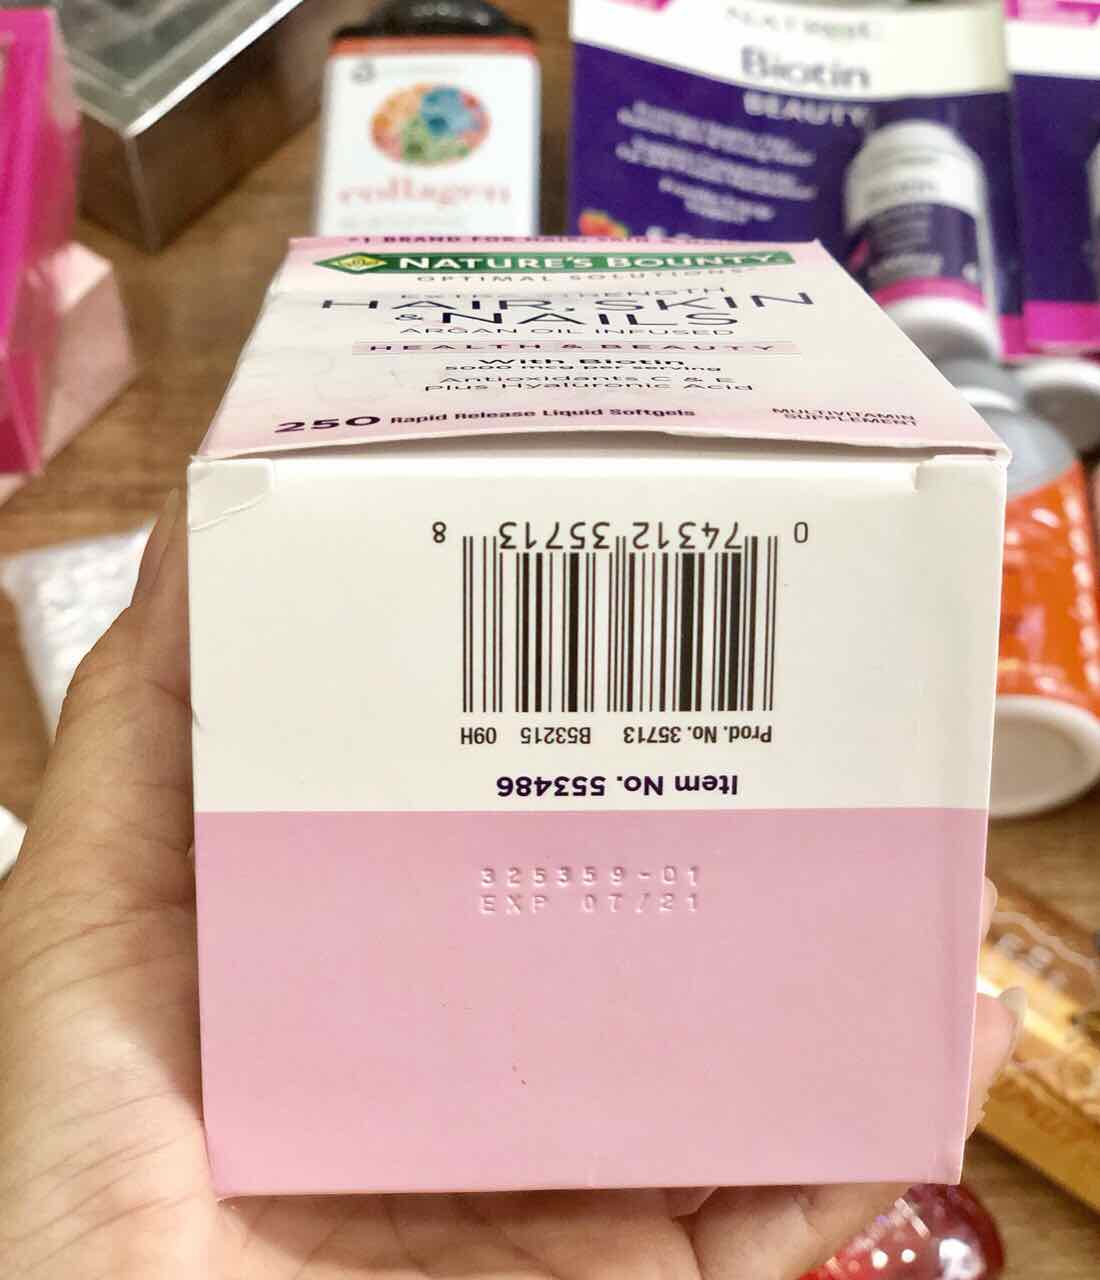 collagen
NATROL
Biotin
BEAUTY
#1 BRAND FOR HAIR, SKIN &
NATURE'S BOUNTY
OPTIMAL SOLUTIONS
EXTRA STRENGTH
HAIR, SKIN
& NAILS
ARGAN OIL INFUSED
HEALTH & BEAUTY
With Biotin
5000 mcg per serving
Antioxidants C & E
plus Hyaluronic Acid
250 Rapid Release Liquid Softgels
MULTIVITAMIN
SUPPLEMENT
0 74312 35713 8
Prod. No. 35713 B53215 09H
Item No. 553486
325359-01
EXP 07/21